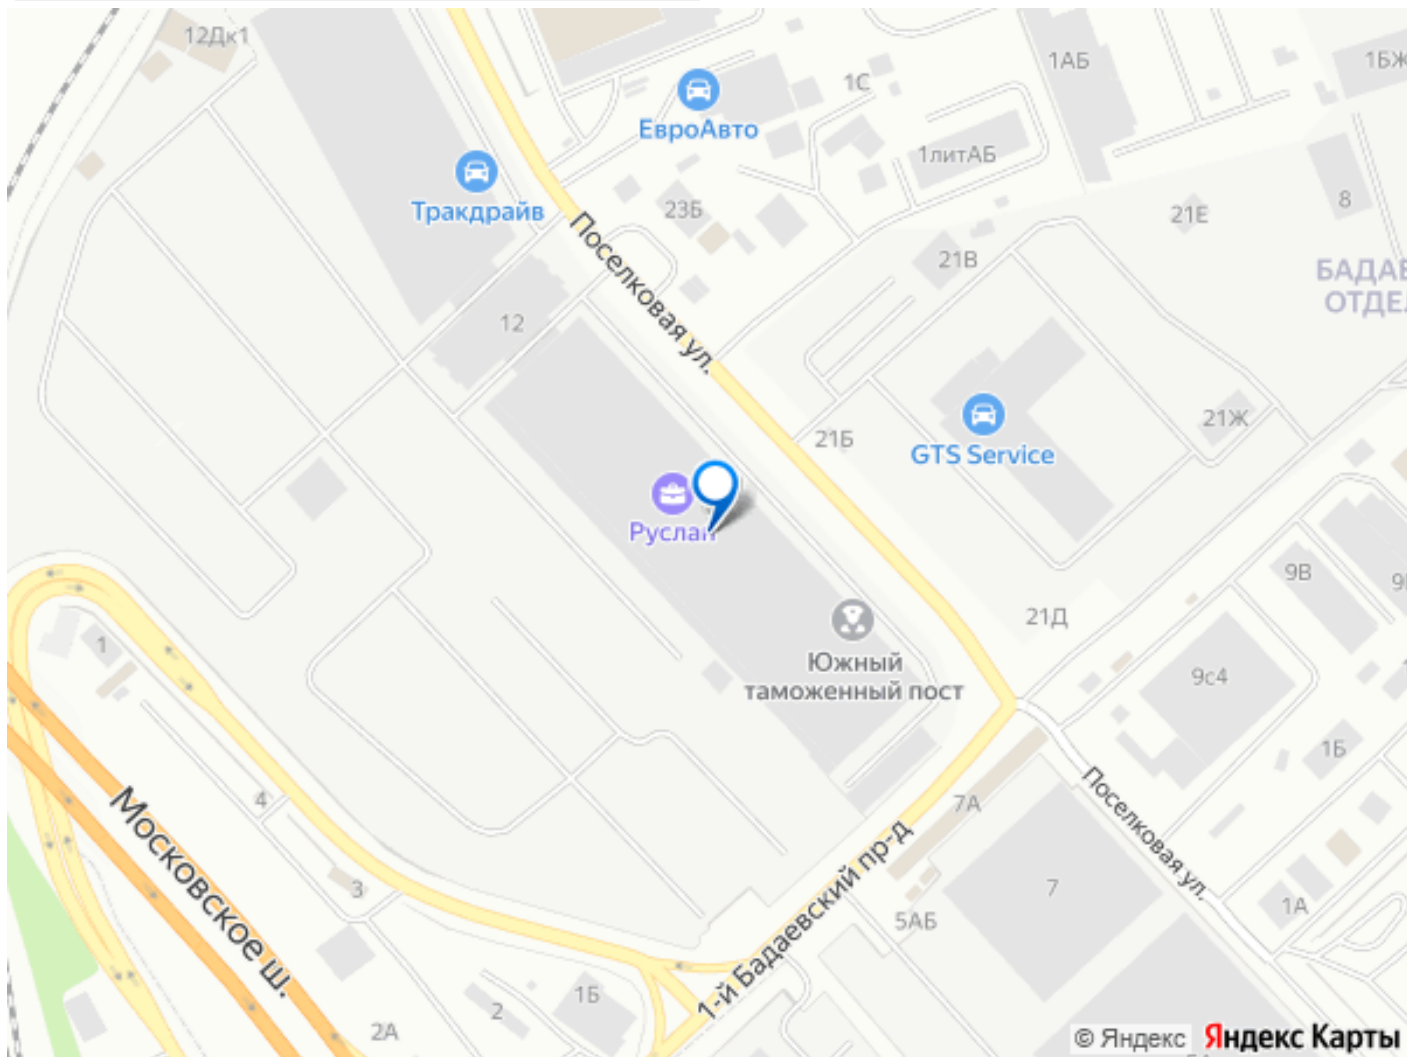 12Дк1
1АБ
1БЖ
1С
ЕвроАвто
1литАБ
Тракдрайв
23Б
21Е
8
Поселковая ул.
21В
БАДАЕ
ОТДЕЛ
12
21Б
21Ж
GTS Service
Руслан
9В
21Д
1
Южный
таможенный пост
9с4
1Б
4
Московское ш.
7А
Поселковая ул.
3
7
1-й Бадаевский пр-д
5АБ
1А
1Б
2
2А
© Яндекс Яндекс Карты